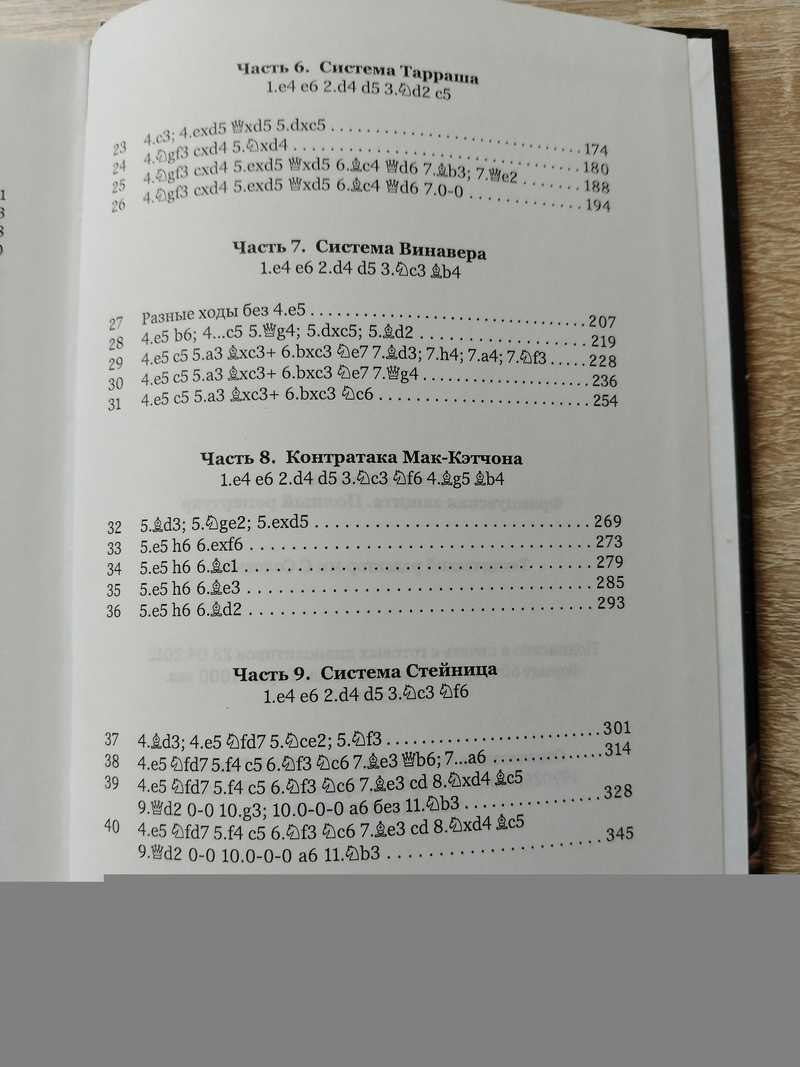 Часть 6. Система Тарраша
1.e4 e6 2.d4 d5 3.♘d2 c5
23 4.c3; 4.exd5 ♕xd5 5.dxc5 174
24 4.♘gf3 cxd4 5.♘xd4 180
25 4.♘gf3 cxd4 5.exd5 ♕xd5 6.♗c4 ♕d6 7.♗b3; 7.♕e2 188
26 4.♘gf3 cxd4 5.exd5 ♕xd5 6.♗c4 ♕d6 7.0-0 194
Часть 7. Система Винавера
1.e4 e6 2.d4 d5 3.♘c3 ♗b4
27 Разные ходы без 4.e5 207
28 4.e5 b6; 4...c5 5.♕g4; 5.dxc5; 5.♗d2 219
29 4.e5 c5 5.a3 ♗xc3+ 6.bxc3 ♘e7 7.♗d3; 7.h4; 7.a4; 7.♘f3 228
30 4.e5 c5 5.a3 ♗xc3+ 6.bxc3 ♘e7 7.♕g4 236
31 4.e5 c5 5.a3 ♗xc3+ 6.bxc3 ♘c6 254
Часть 8. Контратака Мак-Кэтчона
1.e4 e6 2.d4 d5 3.♘c3 ♘f6 4.♗g5 ♗b4
32 5.♗d3; 5.♘ge2; 5.exd5 269
33 5.e5 h6 6.exf6 273
34 5.e5 h6 6.♗c1 279
35 5.e5 h6 6.♗e3 285
36 5.e5 h6 6.♗d2 293
Часть 9. Система Стейница
1.e4 e6 2.d4 d5 3.♘c3 ♘f6
37 4.♗d3; 4.e5 ♘fd7 5.♘ce2; 5.♘f3 301
38 4.e5 ♘fd7 5.f4 c5 6.♘f3 ♘c6 7.♗e3 ♕b6; 7...a6 314
39 4.e5 ♘fd7 5.f4 c5 6.♘f3 ♘c6 7.♗e3 cd 8.♘xd4 ♗c5
9.♕d2 0-0 10.g3; 10.0-0-0 a6 без 11.♘b3 328
40 4.e5 ♘fd7 5.f4 c5 6.♘f3 ♘c6 7.♗e3 cd 8.♘xd4 ♗c5
9.♕d2 0-0 10.0-0-0 a6 11.♘b3 345